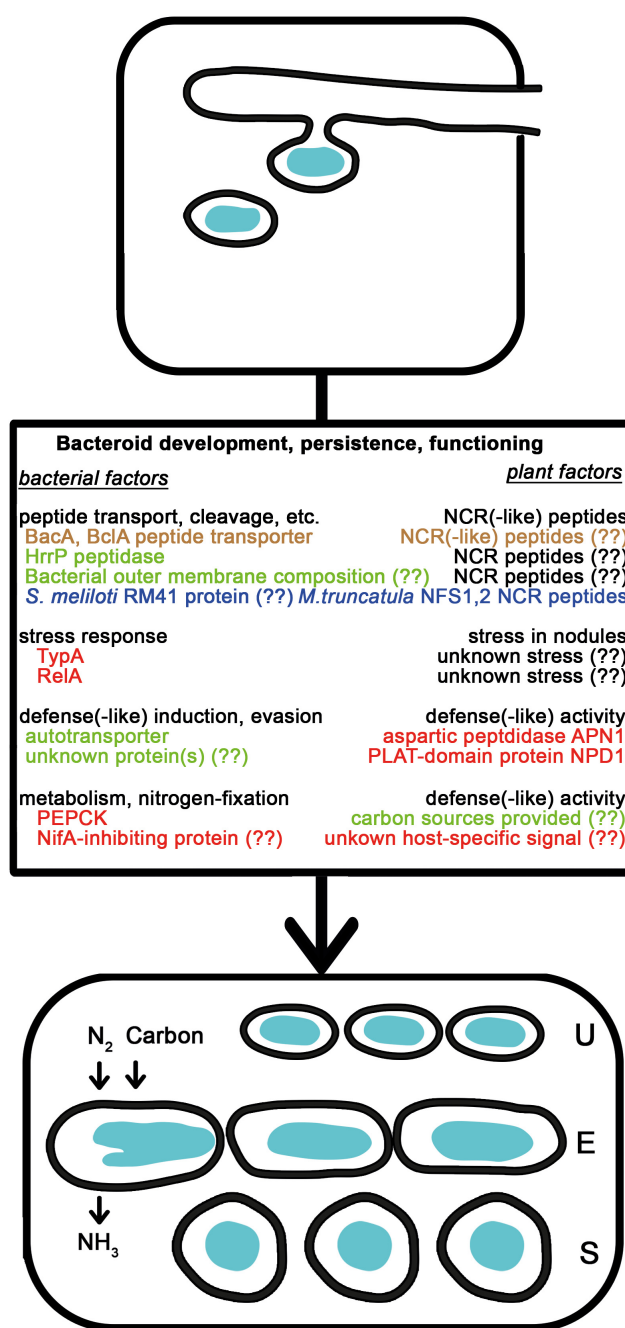 Bacteroid development, persistence, functioning
bacterial factors plant factors
peptide transport, cleavage, etc. NCR(-like) peptides
BacA, BclA peptide transporter NCR(-like) peptides (??)
HrrP peptidase NCR peptides (??)
Bacterial outer membrane composition (??) NCR peptides (??)
S. meliloti RM41 protein (??) M.truncatula NFS1,2 NCR peptides
stress response stress in nodules
TypA unknown stress (??)
RelA unknown stress (??)
defense(-like) induction, evasion defense(-like) activity
autotransporter aspartic peptdidase APN1
unknown protein(s) (??) PLAT-domain protein NPD1
metabolism, nitrogen-fixation defense(-like) activity
PEPCK carbon sources provided (??)
NifA-inhibiting protein (??) unkown host-specific signal (??)
N2 Carbon U
E
NH3 S